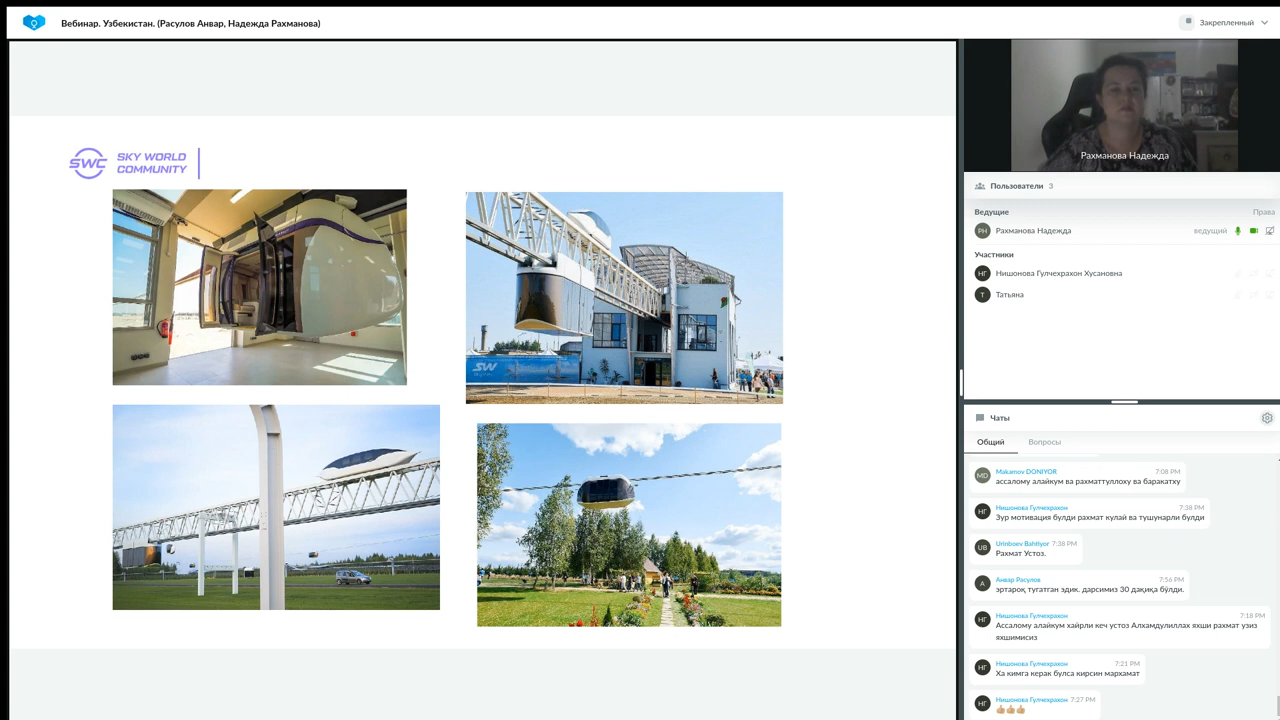 Вебинар. Узбекистан. (Расулов Анвар, Надежда Рахманова)
Закрепленный
SWC SKY WORLD
COMMUNITY
SW
Рахманова Надежда
Пользователи 3
Ведущие Права
РН Рахманова Надежда ведущий
Участники
НГ Нишонова Гулчехрахон Хусановна
Т Татьяна
Чаты
Общий Вопросы
MD Makamov DONIYOR 7:08 PM
ассалому алайкум ва рахматтуллоху ва баракатху
НГ Нишонова Гулчехрахон 7:38 PM
Зур мотивация булди рахмат кулай ва тушунарли булди
UB Urinboev Bahtiyor 7:38 PM
Рахмат Устоз.
А Анвар Расулов 7:56 PM
эртароқ тугатган эдик. дарсимиз 30 дақиқа бўлди.
НГ Нишонова Гулчехрахон 7:18 PM
Ассалому алайкум хайрли кеч устоз Алхамдулиллах яхши рахмат узиз
яхшимисиз
НГ Нишонова Гулчехрахон 7:21 PM
Ха кимга керак булса кирсин мархамат
НГ Нишонова Гулчехрахон 7:27 PM
👍🏼👍🏼👍🏼